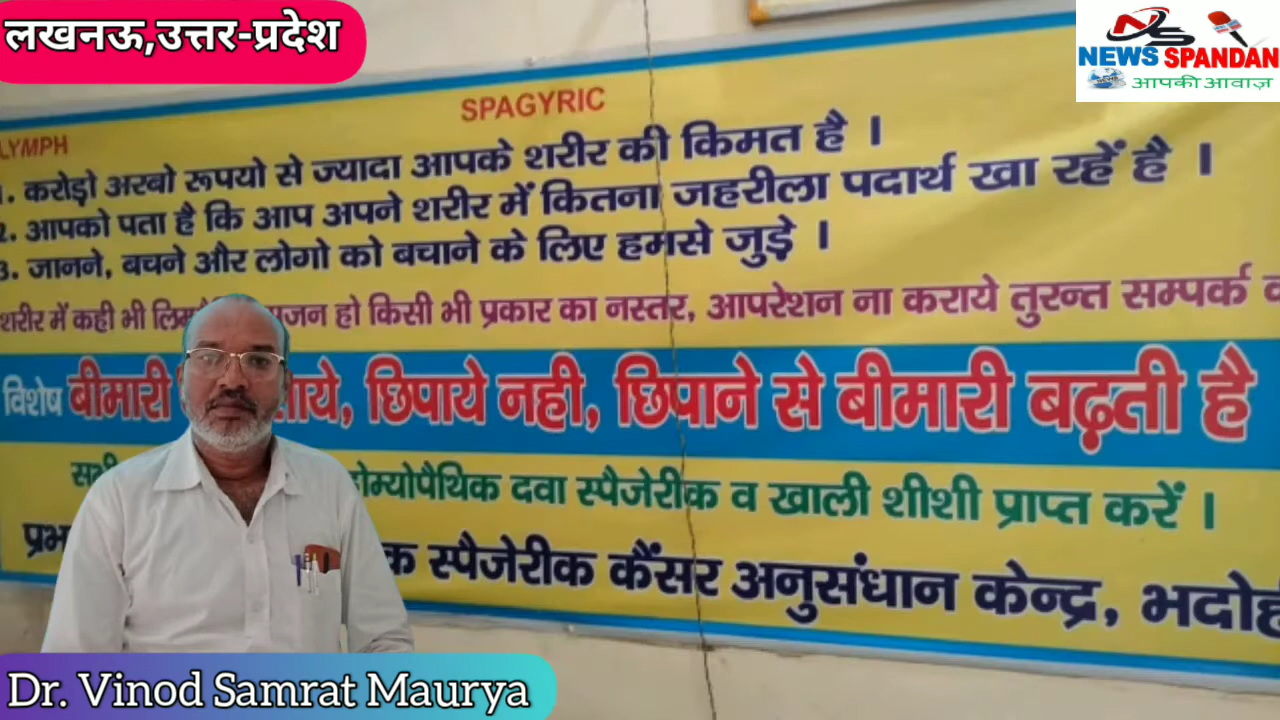 लखनऊ,उत्तर-प्रदेश
NS
NEWS SPANDAN
आपकी आवाज़
LYMPH
SPAGYRIC
1. करोड़ो अरबो रूपयो से ज्यादा आपके शरीर की किमत है ।
2. आपको पता है कि आप अपने शरीर में कितना जहरीला पदार्थ खा रहें है ।
3. जानने, बचने और लोगो को बचाने के लिए हमसे जुड़े ।
शरीर में कही भी हो किसी भी प्रकार का नस्तर, आपरेशन ना कराये तुरन्त सम्पर्क
विशेष बीमारी छिपाये नही, छिपाने से बीमारी बढ़ती है
दवा स्पैजेरीक व खाली शीशी प्राप्त करें ।
स्पैजेरीक कैंसर अनुसंधान केन्द्र,
Dr. Vinod Samrat Maurya